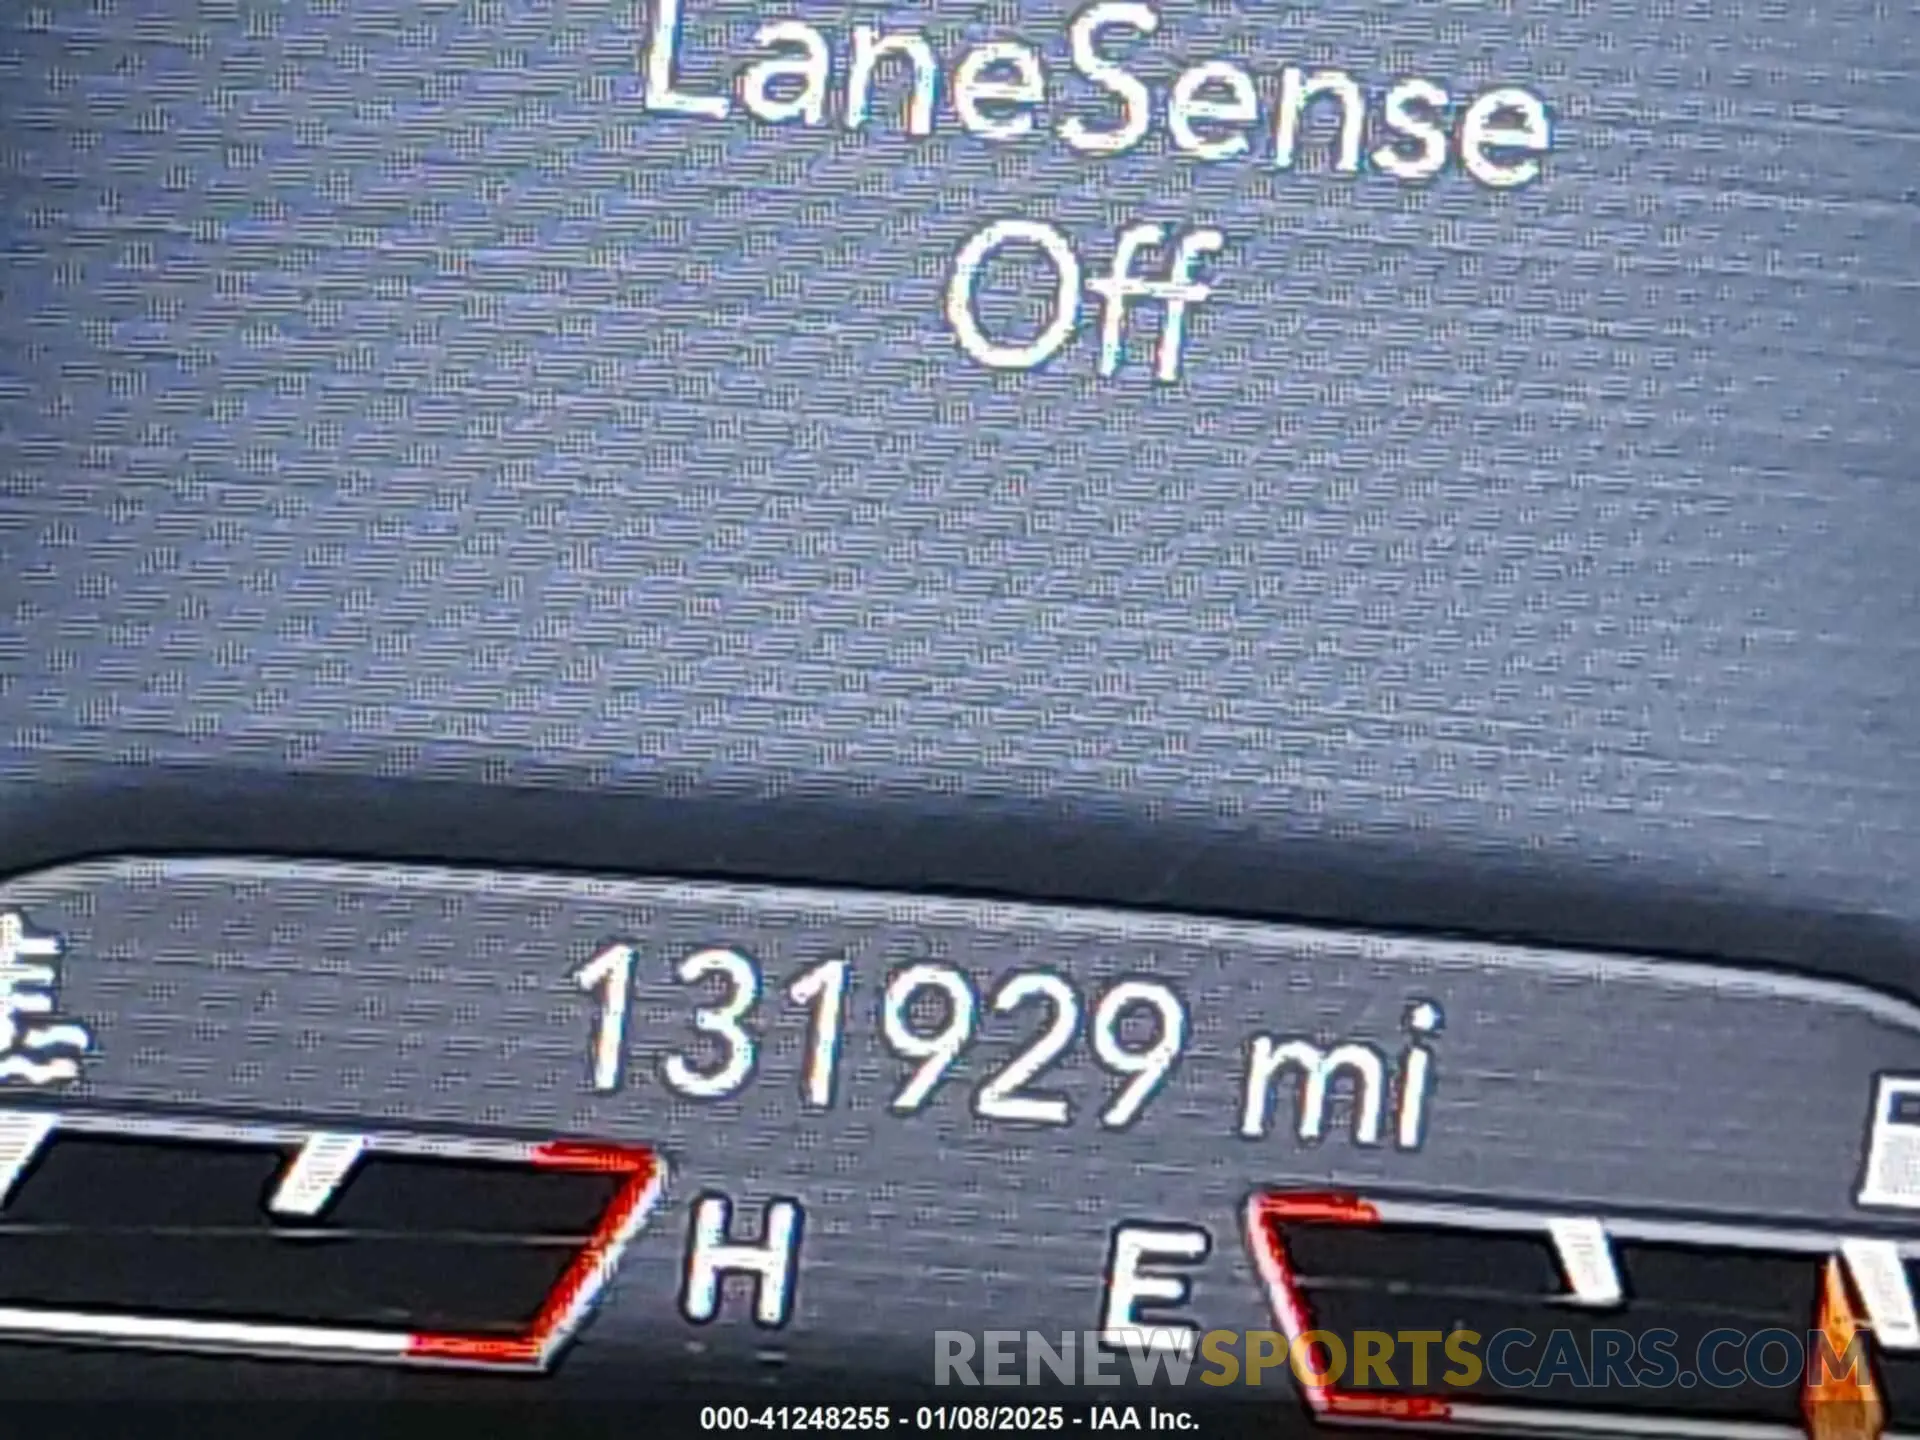 LaneSense
Off
131929 mi
H
E
RENEWSPORTSCARS.COM
000-41248255 - 01/08/2025 - IAA Inc.